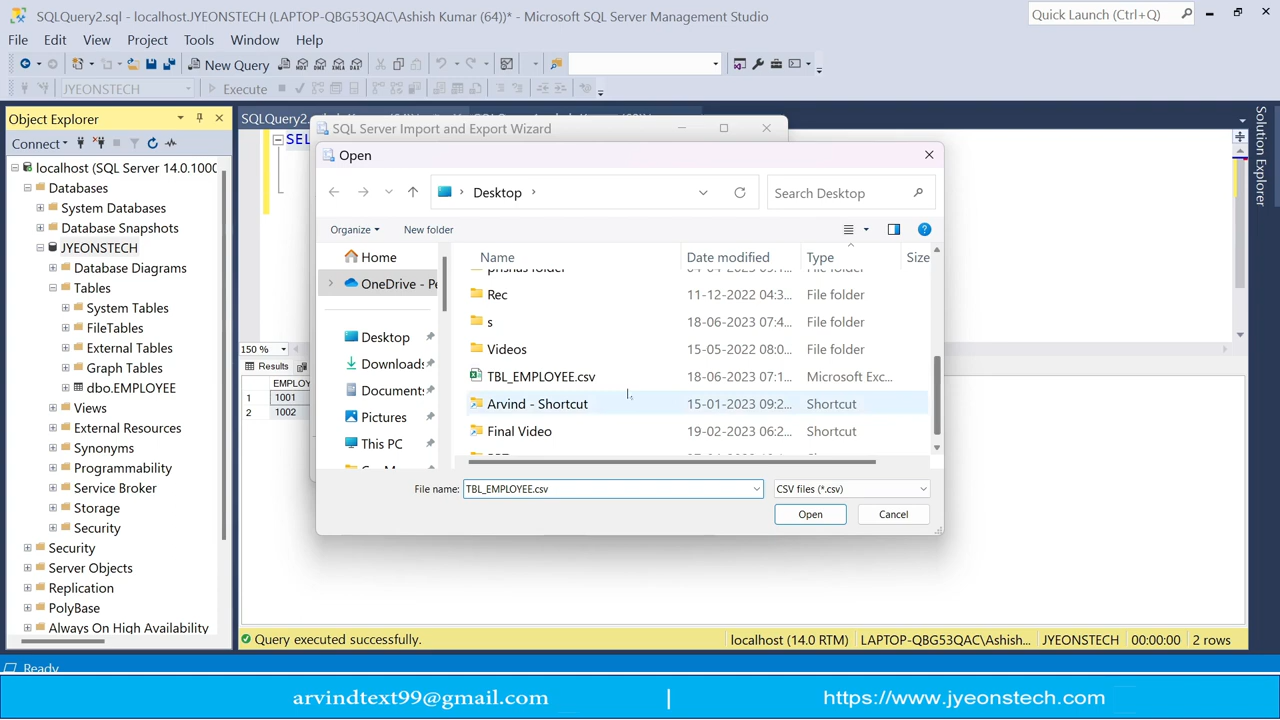 SQLQuery2.sql - localhost.JYEONSTECH (LAPTOP-QBG53QAC\Ashish Kumar (64))* - Microsoft SQL Server Management Studio
Quick Launch (Ctrl+Q)
File Edit View Project Tools Window Help
New Query
MDX DMX XMLA DAX
JYEONSTECH
Execute
Object Explorer
Connect
localhost (SQL Server 14.0.1000
Databases
System Databases
Database Snapshots
JYEONSTECH
Database Diagrams
Tables
System Tables
FileTables
External Tables
Graph Tables
dbo.EMPLOYEE
Views
External Resources
Synonyms
Programmability
Service Broker
Storage
Security
Security
Server Objects
Replication
PolyBase
Always On High Availability
SEL
SQL Server Import and Export Wizard
Open
Desktop
Search Desktop
Organize
New folder
Home
OneDrive - Pe
Desktop
Downloads
Documents
Pictures
This PC
Name Date modified Type Size
Rec 11-12-2022 04:3... File folder
s 18-06-2023 07:4... File folder
Videos 15-05-2022 08:0... File folder
TBL_EMPLOYEE.csv 18-06-2023 07:1... Microsoft Exc...
Arvind - Shortcut 15-01-2023 09:2... Shortcut
Final Video 19-02-2023 06:2... Shortcut
File name: TBL_EMPLOYEE.csv CSV files (*.csv)
Open Cancel
150 %
Results
EMPLOY
1 1001
2 1002
Solution Explorer
Query executed successfully.
localhost (14.0 RTM) LAPTOP-QBG53QAC\Ashish... JYEONSTECH 00:00:00 2 rows
Ready
arvindtext99@gmail.com | https://www.jyeonstech.com